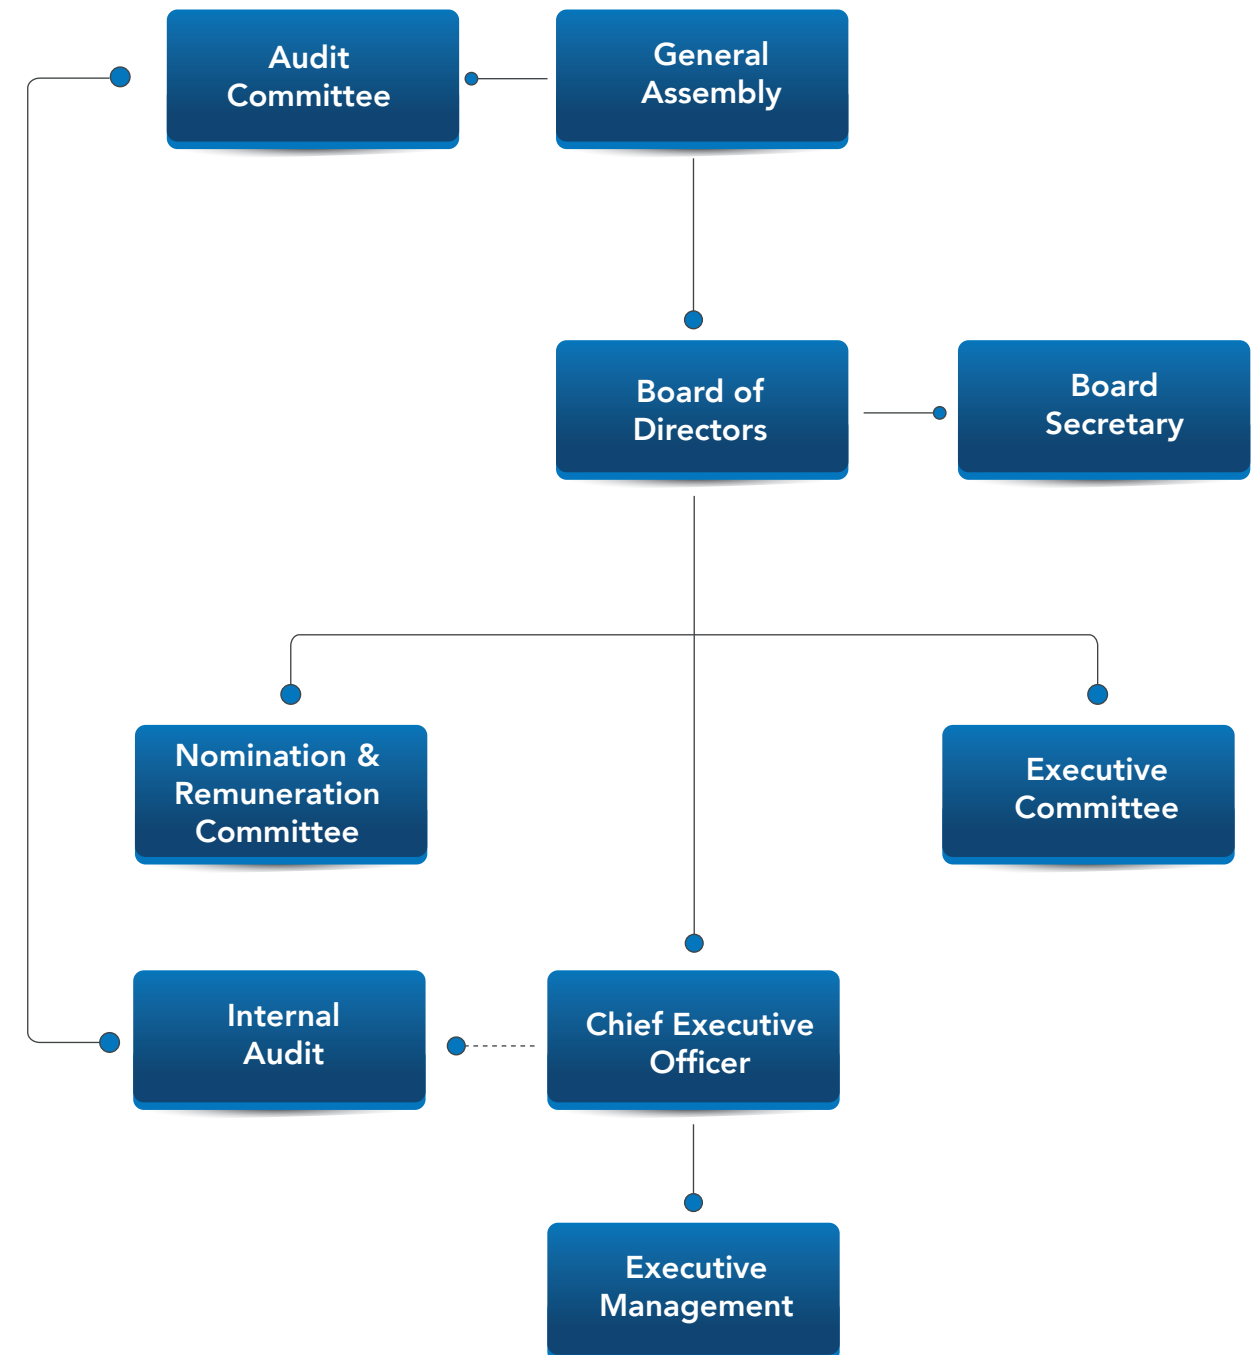 Audit
Committee
General
Assembly
Board of
Directors
Board
Secretary
Nomination &
Remuneration
Committee
Executive
Committee
Internal
Audit
Chief Executive
Officer
Executive
Management